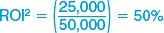 ROI² = (25,000/50,000) = 50%